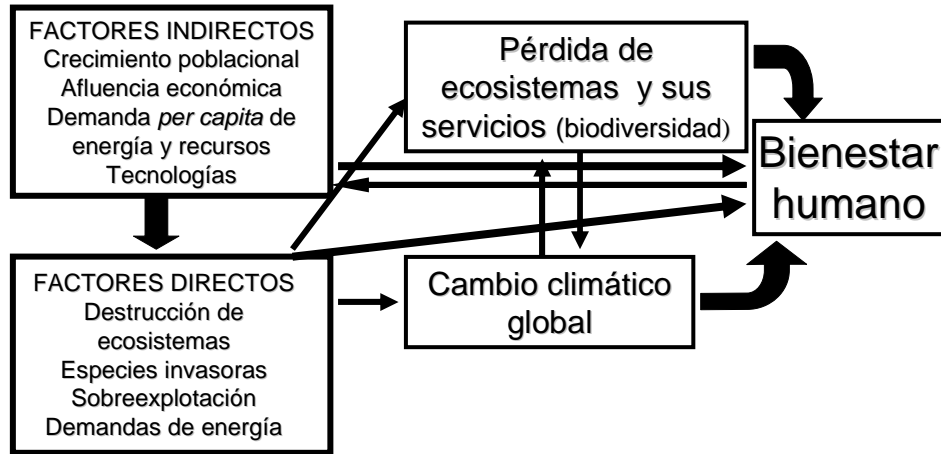 FACTORES INDIRECTOS
Crecimiento poblacional
Afluencia económica
Demanda per capita de
energía y recursos
Tecnologías
FACTORES DIRECTOS
Destrucción de
ecosistemas
Especies invasoras
Sobreexplotación
Demandas de energía
Pérdida de
ecosistemas y sus
servicios (biodiversidad)
Cambio climático
global
Bienestar
humano